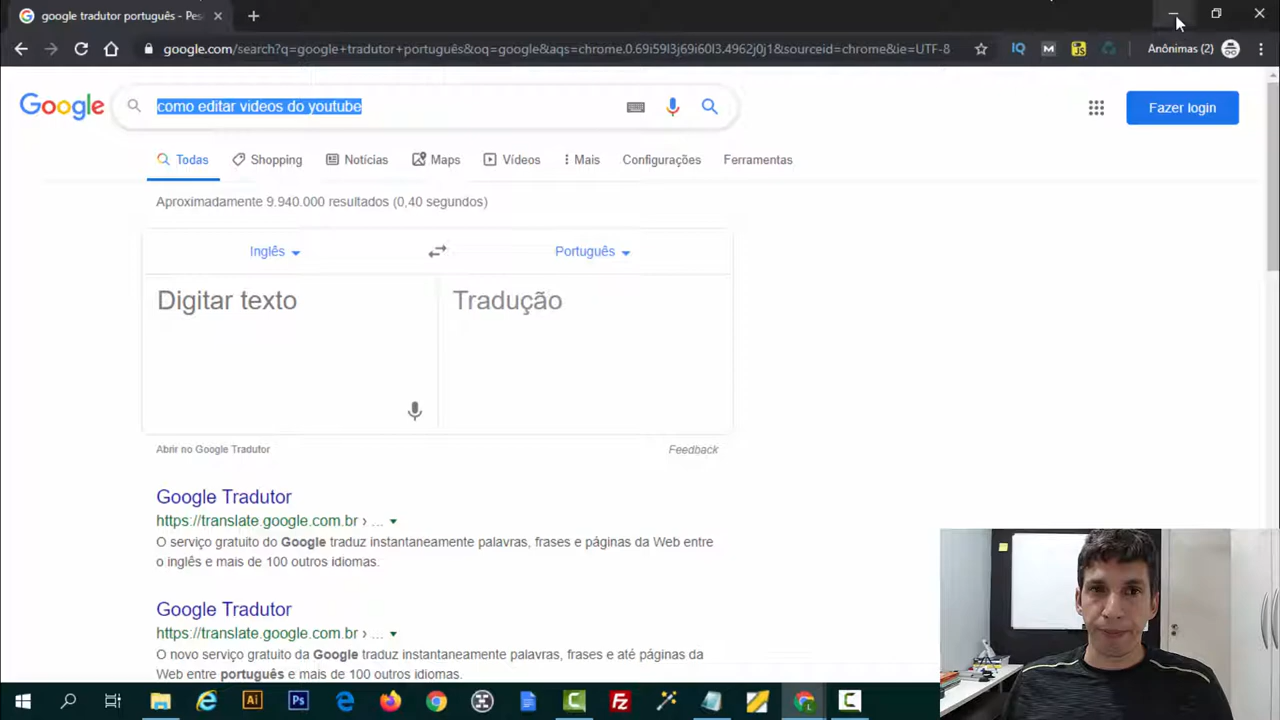 google tradutor português - Pes
google.com/search?q=google+tradutor+português&oq=google&aqs=chrome.0.69i59l3j69i60l3.4962j0j1&sourceid=chrome&ie=UTF-8
IQ
M
JS
Anônimas (2)
Google
como editar videos do youtube
Fazer login
Todas
Shopping
Notícias
Maps
Vídeos
Mais
Configurações
Ferramentas
Aproximadamente 9.940.000 resultados (0,40 segundos)
Inglês
Português
Digitar texto
Tradução
Abrir no Google Tradutor
Feedback
Google Tradutor
https://translate.google.com.br › ...
O serviço gratuito do Google traduz instantaneamente palavras, frases e páginas da Web entre
o inglês e mais de 100 outros idiomas.
Google Tradutor
https://translate.google.com.br › ...
O novo serviço gratuito da Google traduz instantaneamente palavras, frases e até páginas da
Web entre português e mais de 100 outros idiomas.
Ai
Ps
Fz